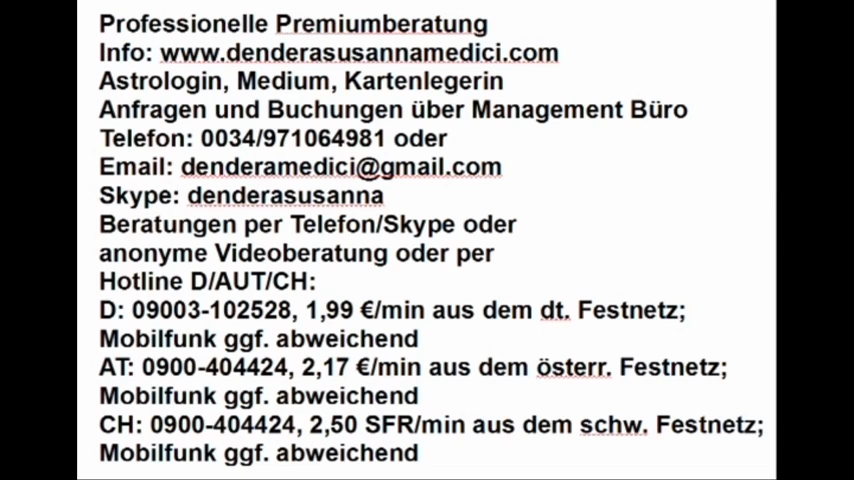 Professionelle Premiumberatung
Info: www.denderasusannamedici.com
Astrologin, Medium, Kartenlegerin
Anfragen und Buchungen über Management Büro
Telefon: 0034/971064981 oder
Email: denderamedici@gmail.com
Skype: denderasusanna
Beratungen per Telefon/Skype oder
anonyme Videoberatung oder per
Hotline D/AUT/CH:
D: 09003-102528, 1,99 €/min aus dem dt. Festnetz;
Mobilfunk ggf. abweichend
AT: 0900-404424, 2,17 €/min aus dem österr. Festnetz;
Mobilfunk ggf. abweichend
CH: 0900-404424, 2,50 SFR/min aus dem schw. Festnetz;
Mobilfunk ggf. abweichend